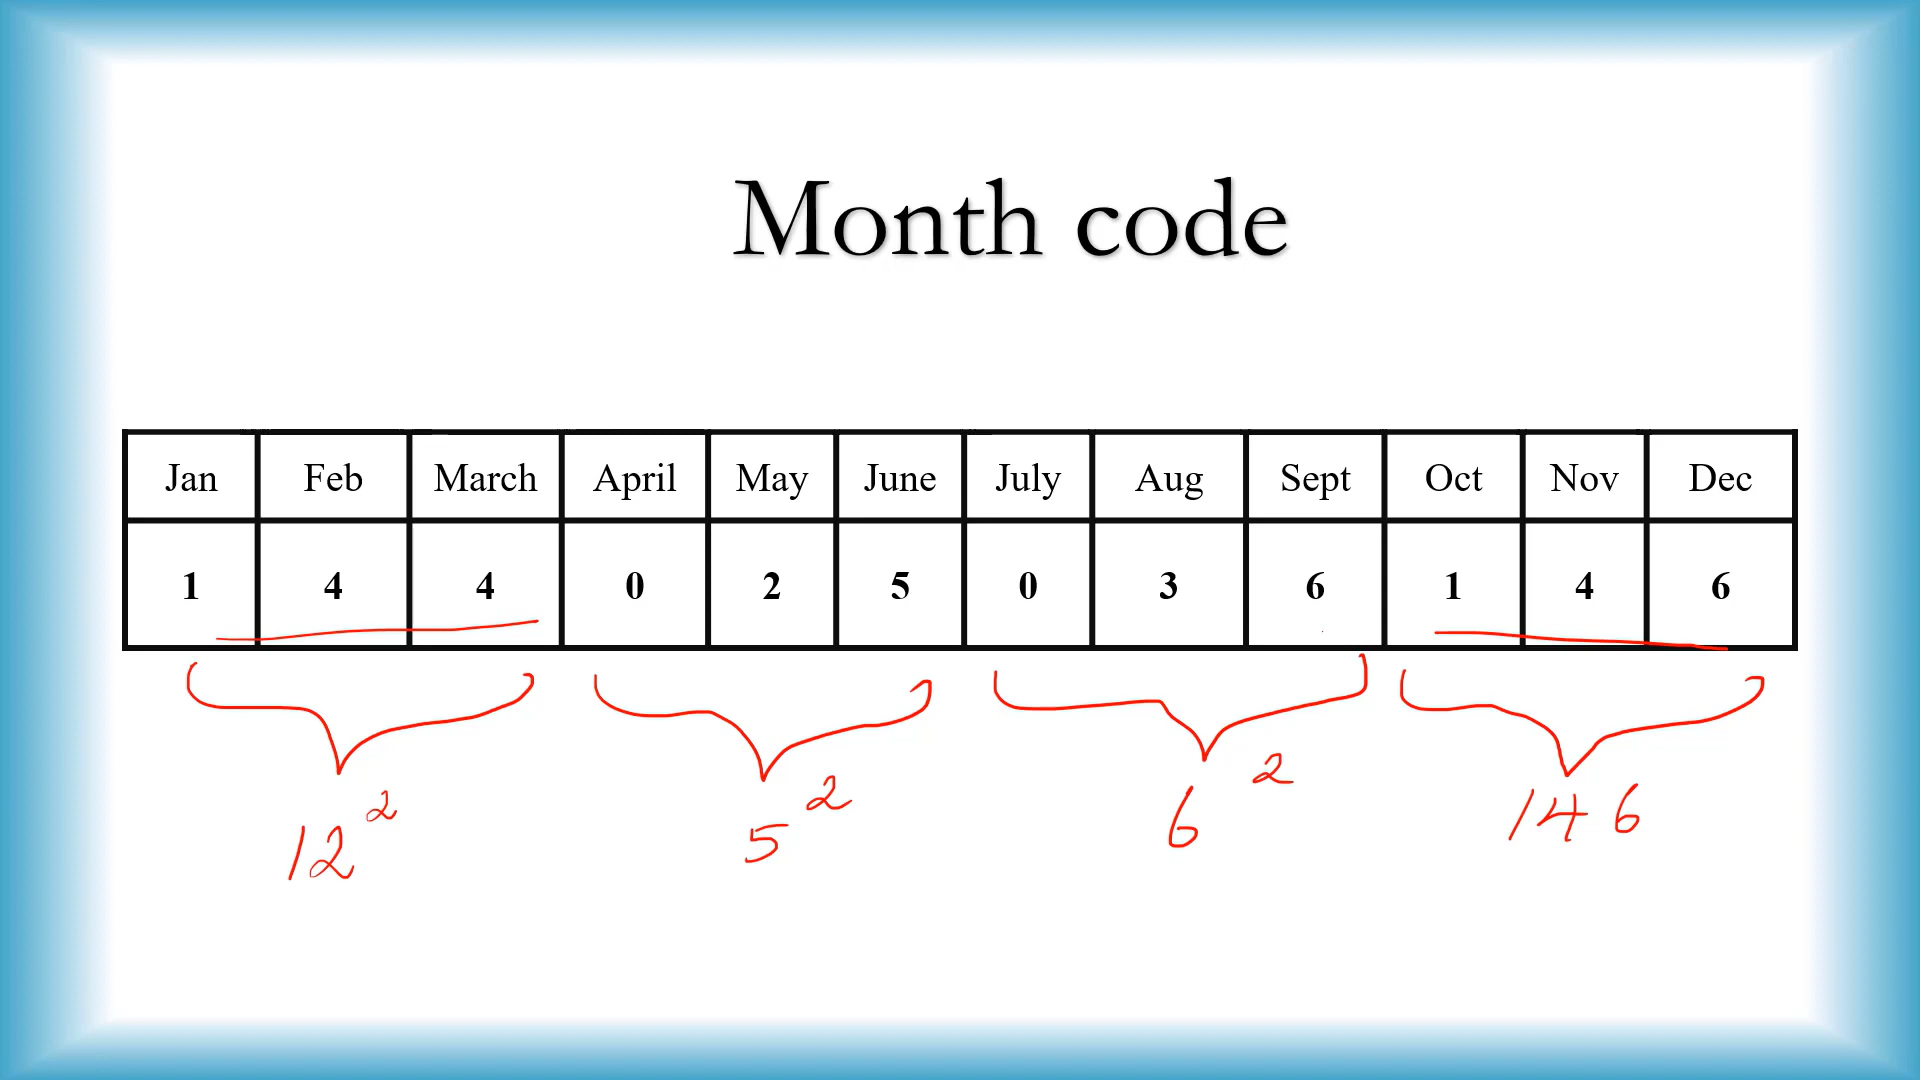 Month code
Jan Feb March April May June July Aug Sept Oct Nov Dec
1 4 4 0 2 5 0 3 6 1 4 6
12² 5² 6² 146